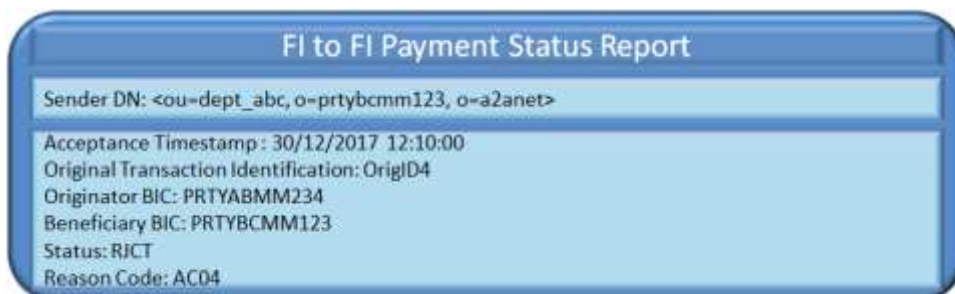 FI to FI Payment Status Report
Sender DN: <ou=dept_abc, o=prtybcmm123, o=a2anet>
Acceptance Timestamp : 30/12/2017 12:10:00
Original Transaction Identification: OrigID4
Originator BIC: PRTYABMM234
Beneficiary BIC: PRTYBCMM123
Status: RJCT
Reason Code: AC04